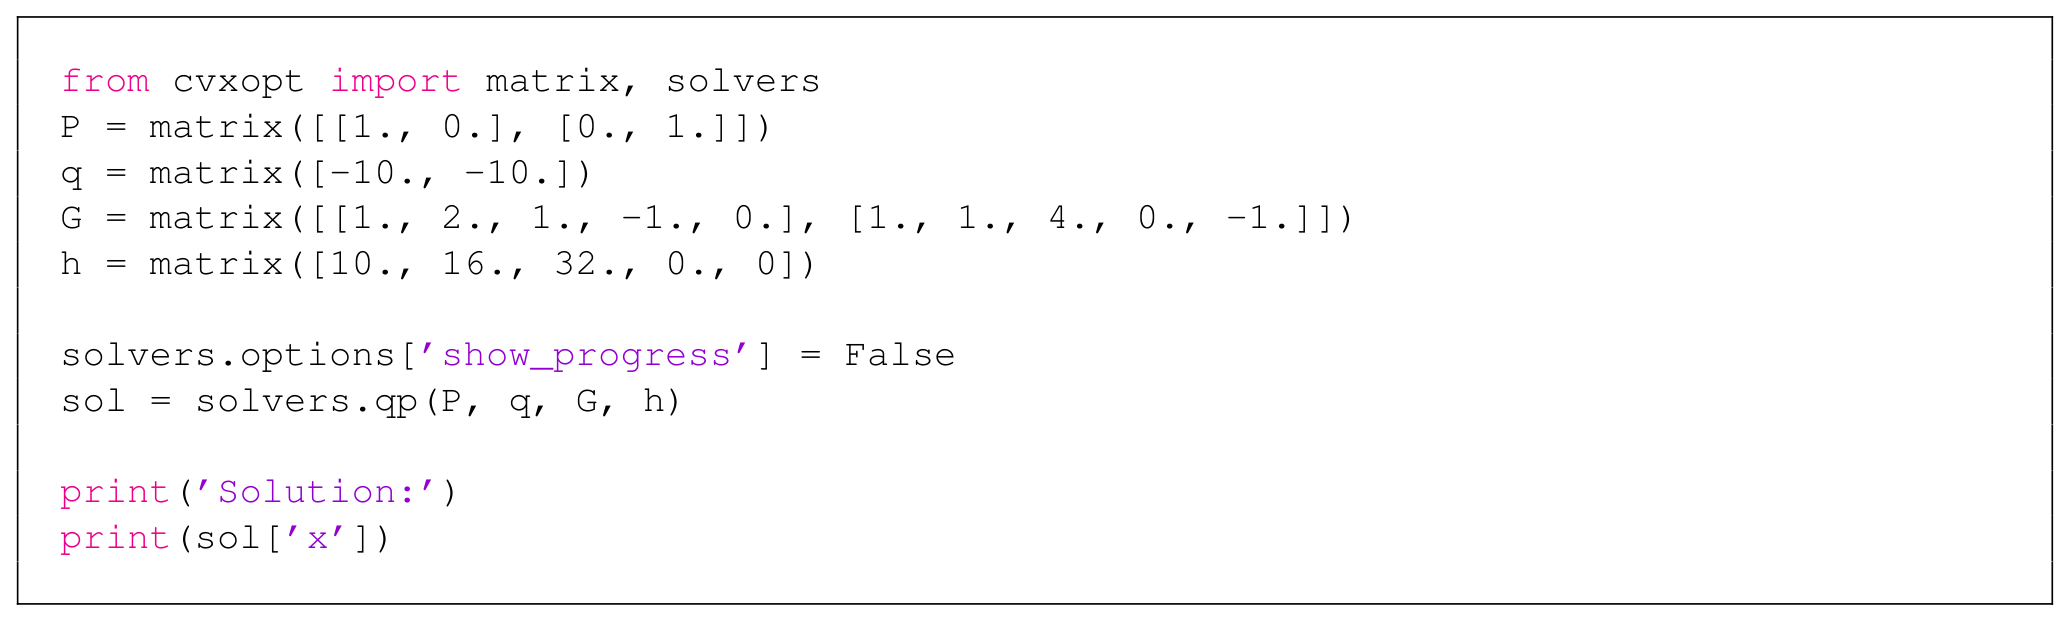 from cvxopt import matrix, solvers
P = matrix([[1., 0.], [0., 1.]])
q = matrix([-10., -10.])
G = matrix([[1., 2., 1., -1., 0.], [1., 1., 4., 0., -1.]])
h = matrix([10., 16., 32., 0., 0])
solvers.options['show_progress'] = False
sol = solvers.qp(P, q, G, h)
print('Solution:')
print(sol['x'])